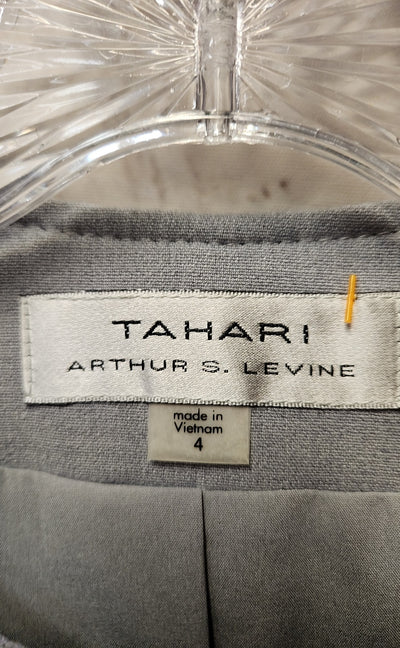 TAHARI
ARTHUR S. LEVINE
made in
Vietnam
4